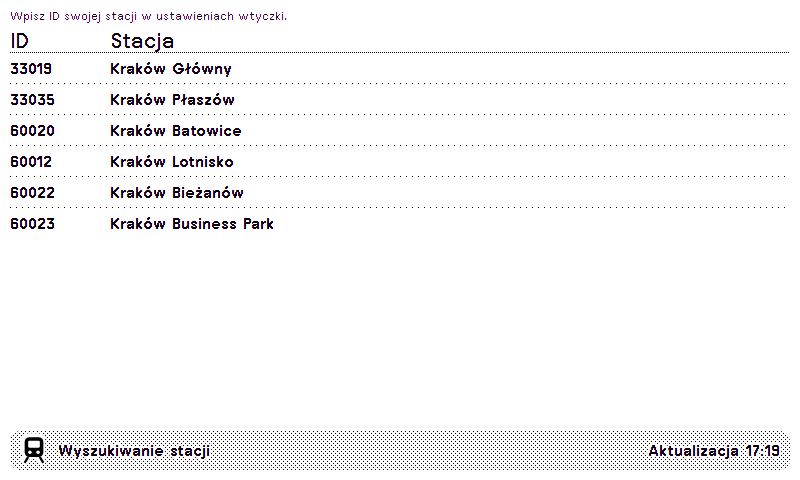 Wpisz ID swojej stacji w ustawieniach wtyczki.
ID Stacja
33019 Kraków Główny
33035 Kraków Płaszów
60020 Kraków Batowice
60012 Kraków Lotnisko
60022 Kraków Bieżanów
60023 Kraków Business Park
Wyszukiwanie stacji Aktualizacja 17:19